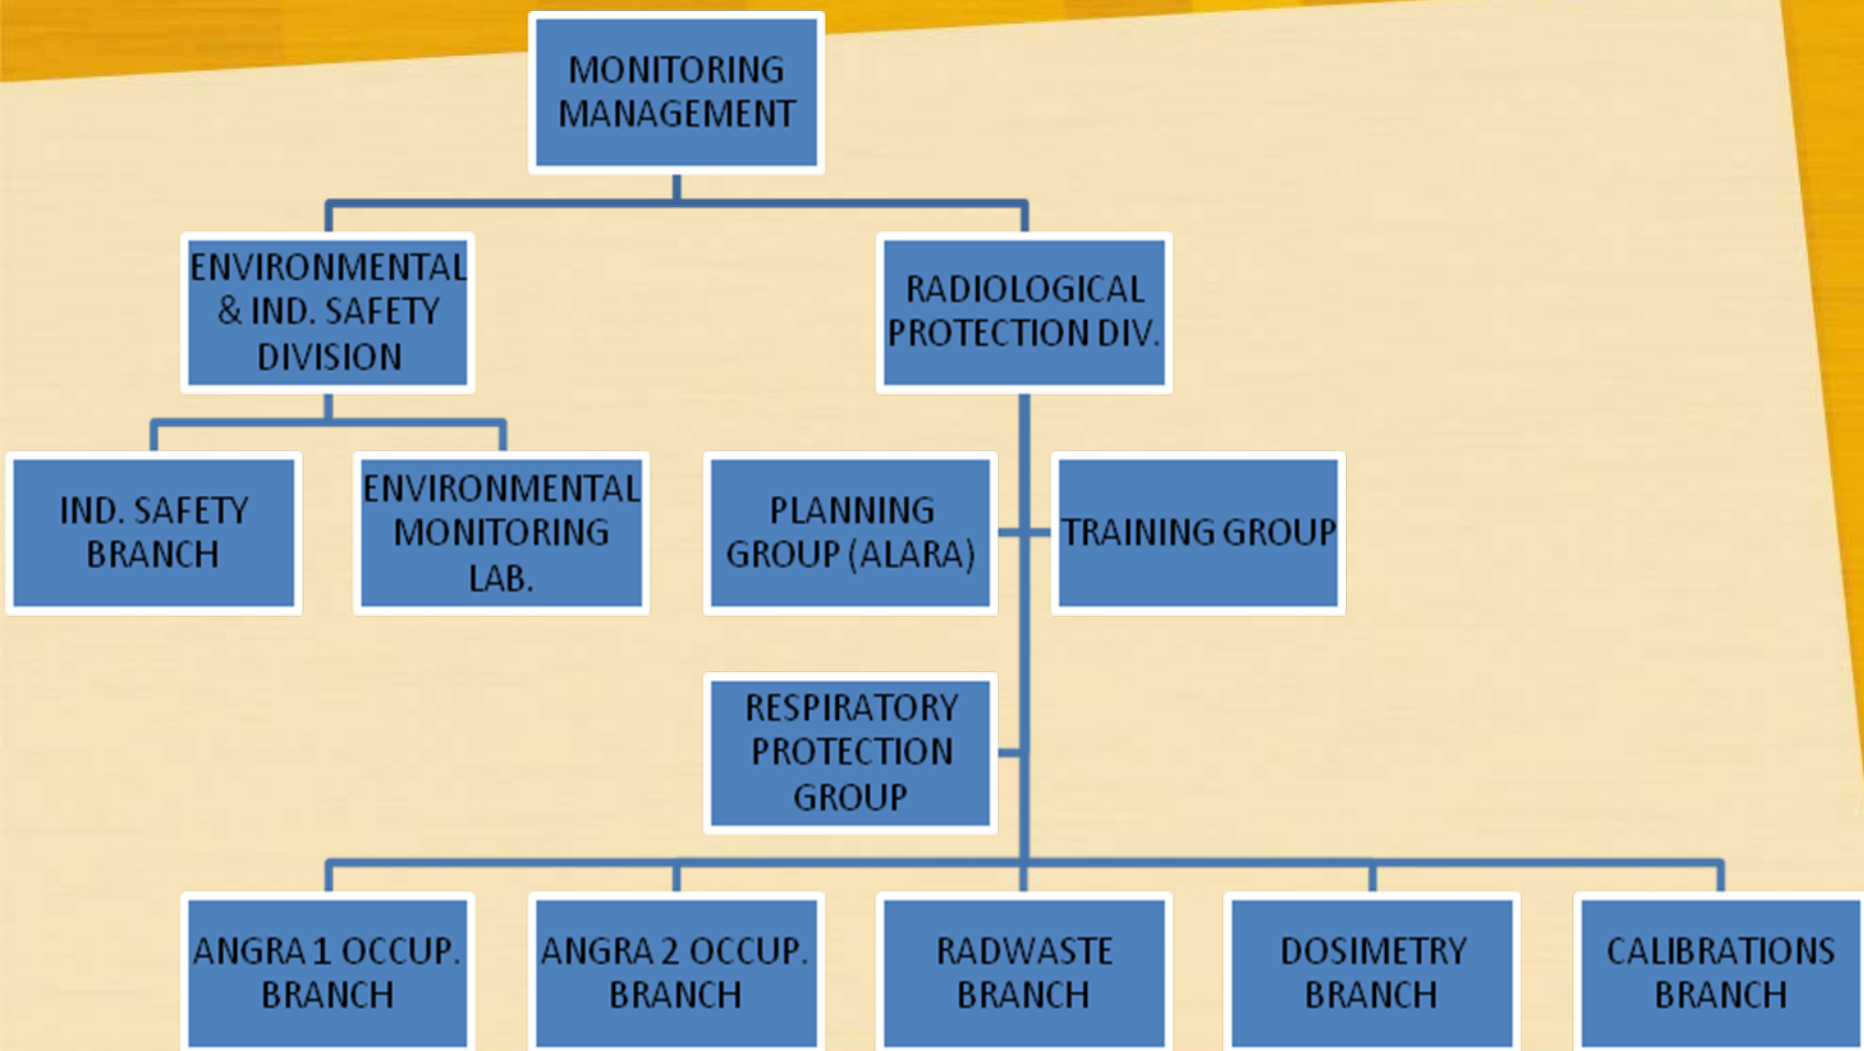 MONITORING
MANAGEMENT
ENVIRONMENTAL
& IND. SAFETY
DIVISION
RADIOLOGICAL
PROTECTION DIV.
IND. SAFETY
BRANCH
ENVIRONMENTAL
MONITORING
LAB.
PLANNING
GROUP (ALARA)
TRAINING GROUP
RESPIRATORY
PROTECTION
GROUP
ANGRA 1 OCCUP.
BRANCH
ANGRA 2 OCCUP.
BRANCH
RADWASTE
BRANCH
DOSIMETRY
BRANCH
CALIBRATIONS
BRANCH